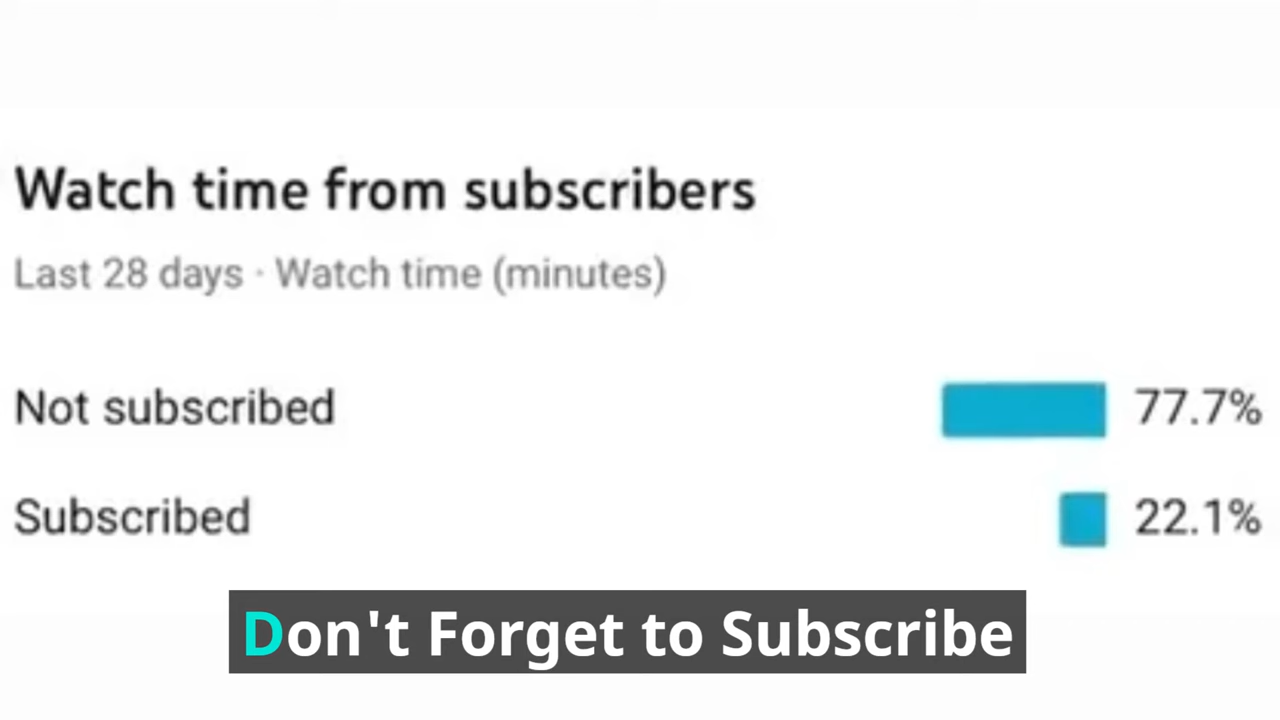 Watch time from subscribers
Last 28 days · Watch time (minutes)
Not subscribed 77.7%
Subscribed 22.1%
Don't Forget to Subscribe